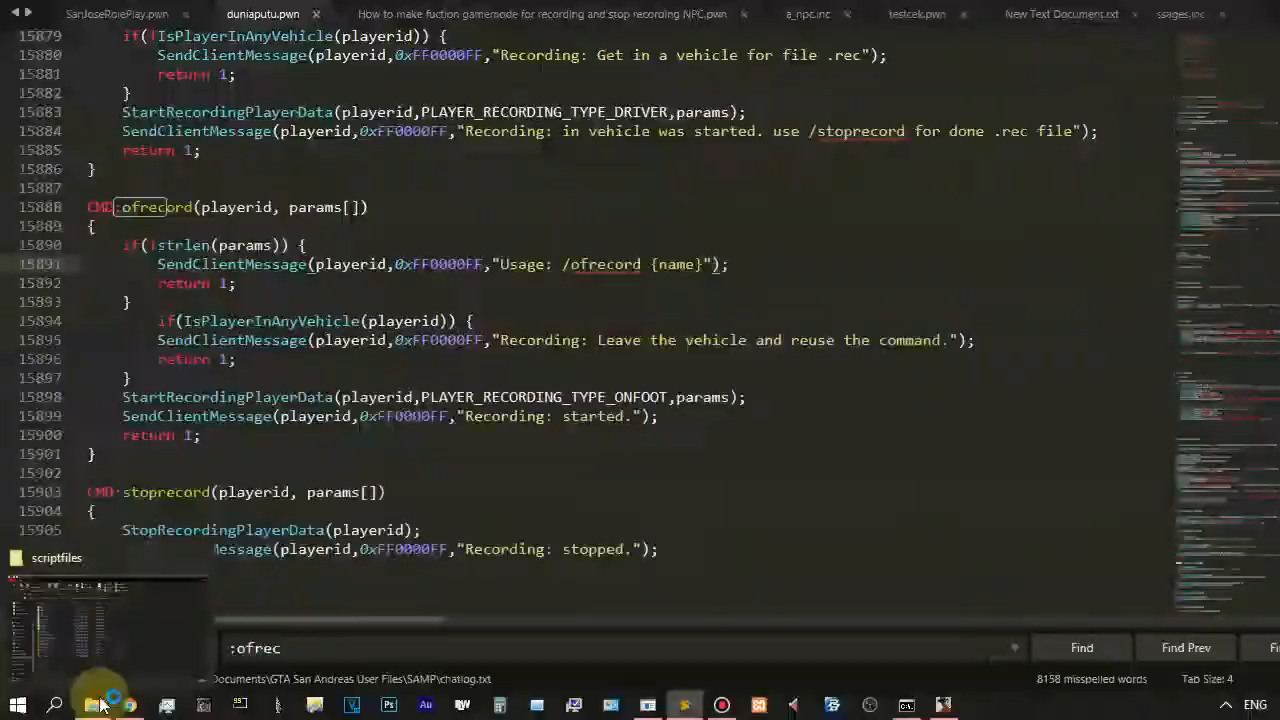 SanJoseRolePlay.pwn duniaputu.pwn How to make fuction gamemode for recording and stop recording NPC.pwn a_npc.inc testcek.pwn New Text Document.txt ssages.inc
15879 if(!IsPlayerInAnyVehicle(playerid)) {
15880 SendClientMessage(playerid,0xFF0000FF,"Recording: Get in a vehicle for file .rec");
15881 return 1;
15882 }
15883 StartRecordingPlayerData(playerid,PLAYER_RECORDING_TYPE_DRIVER,params);
15884 SendClientMessage(playerid,0xFF0000FF,"Recording: in vehicle was started. use /stoprecord for done .rec file");
15885 return 1;
15886 }
15887
15888 CMD:ofrecord(playerid, params[])
15889 {
15890 if(!strlen(params)) {
15891 SendClientMessage(playerid,0xFF0000FF,"Usage: /ofrecord {name}");
15892 return 1;
15893 }
15894 if(IsPlayerInAnyVehicle(playerid)) {
15895 SendClientMessage(playerid,0xFF0000FF,"Recording: Leave the vehicle and reuse the command.");
15896 return 1;
15897 }
15898 StartRecordingPlayerData(playerid,PLAYER_RECORDING_TYPE_ONFOOT,params);
15899 SendClientMessage(playerid,0xFF0000FF,"Recording: started.");
15900 return 1;
15901 }
15902
15903 CMD:stoprecord(playerid, params[])
15904 {
15905 StopRecordingPlayerData(playerid);
Message(playerid,0xFF0000FF,"Recording: stopped.");
scriptfiles
:ofrec Find Find Prev Fi
Documents\GTA San Andreas User Files\SAMP\chatlog.txt 8158 misspelled words Tab Size: 4
ENG